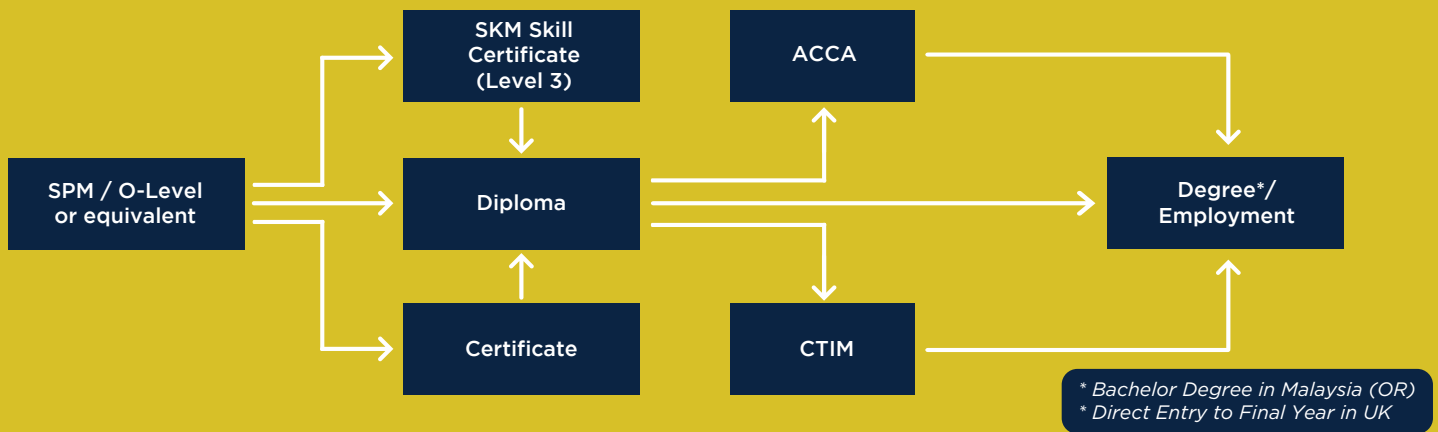 SKM Skill
Certificate
(Level 3)
ACCA
SPM / O-Level
or equivalent
Diploma
Degree*/
Employment
Certificate
CTIM
* Bachelor Degree in Malaysia (OR)
* Direct Entry to Final Year in UK